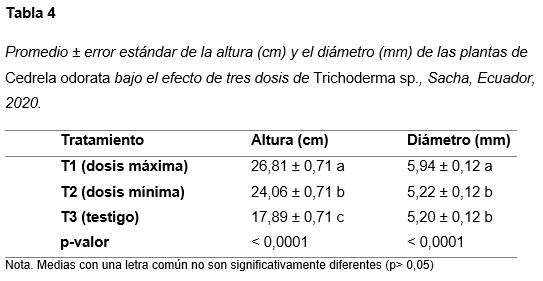 Tabla 4
Promedio ± error estándar de la altura (cm) y el diámetro (mm) de las plantas de
Cedrela odorata bajo el efecto de tres dosis de Trichoderma sp., Sacha, Ecuador,
2020.
Tratamiento Altura (cm) Diámetro (mm)
T1 (dosis máxima) 26,81 ± 0,71 a 5,94 ± 0,12 a
T2 (dosis mínima) 24,06 ± 0,71 b 5,22 ± 0,12 b
T3 (testigo) 17,89 ± 0,71 c 5,20 ± 0,12 b
p-valor < 0,0001 < 0,0001
Nota. Medias con una letra común no son significativamente diferentes (p> 0,05)